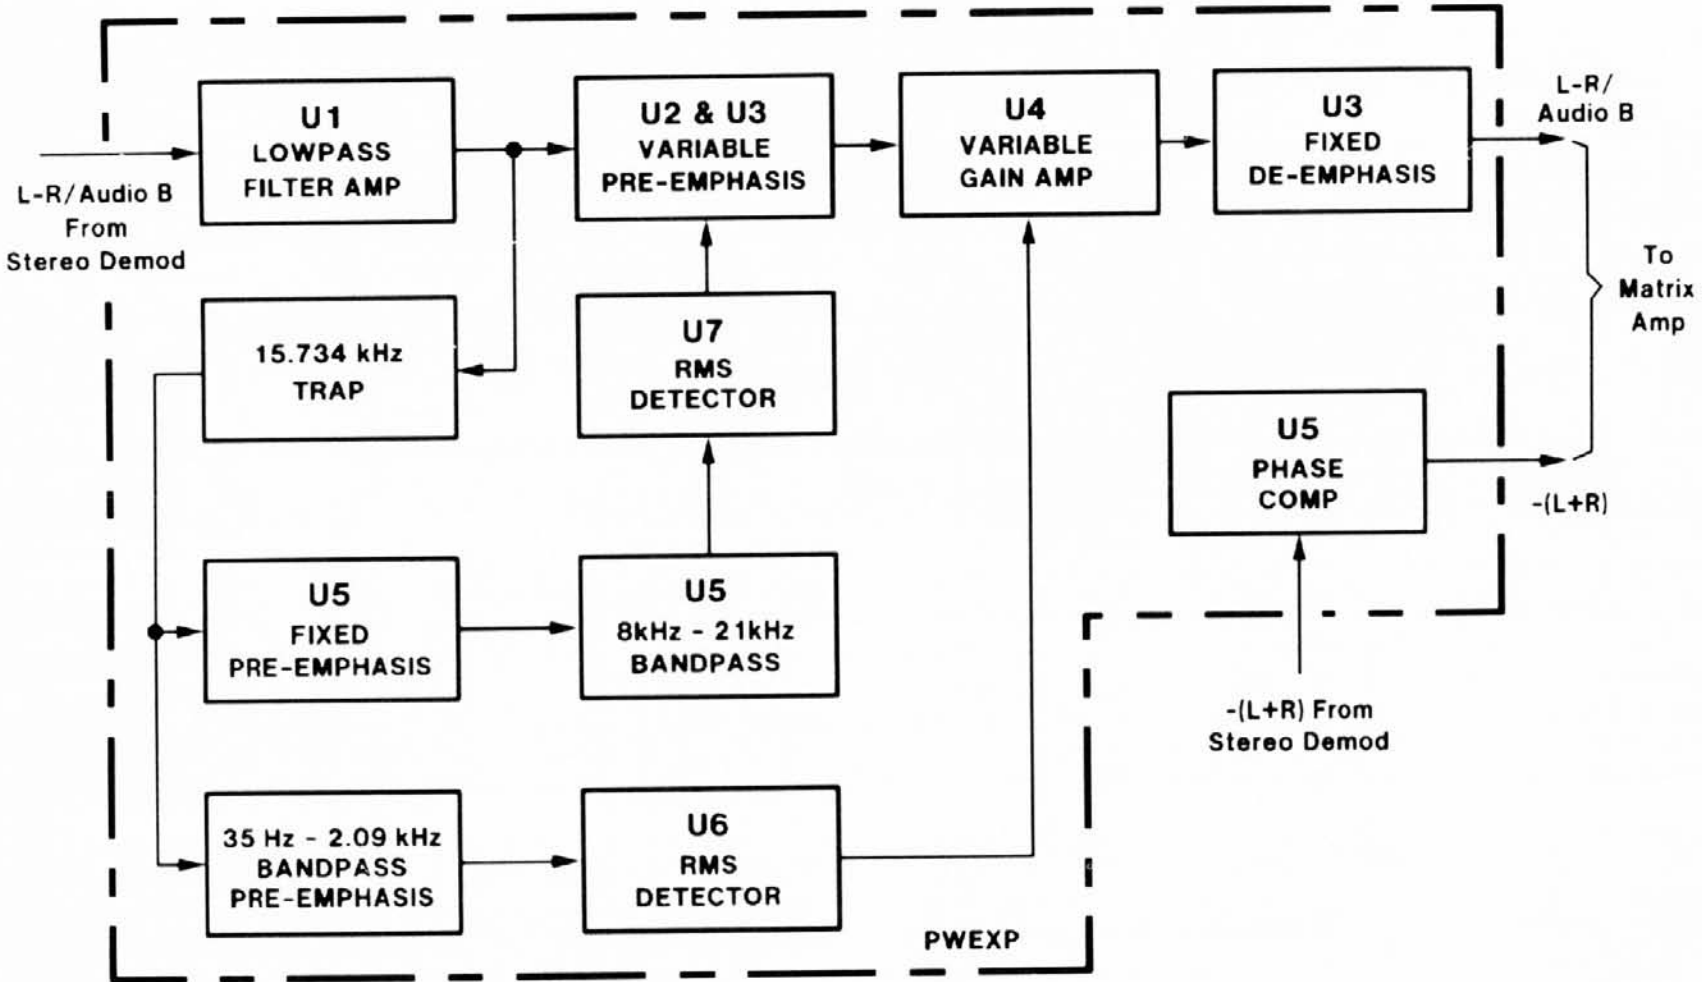 U1
LOWPASS
FILTER AMP
U2 & U3
VARIABLE
PRE-EMPHASIS
U4
VARIABLE
GAIN AMP
U3
FIXED
DE-EMPHASIS
L-R/
Audio B
L-R/Audio B
From
Stereo Demod
To
Matrix
Amp
15.734 kHz
TRAP
U7
RMS
DETECTOR
U5
PHASE
COMP
-(L+R)
U5
FIXED
PRE-EMPHASIS
U5
8kHz - 21kHz
BANDPASS
-(L+R) From
Stereo Demod
35 Hz - 2.09 kHz
BANDPASS
PRE-EMPHASIS
U6
RMS
DETECTOR
PWEXP